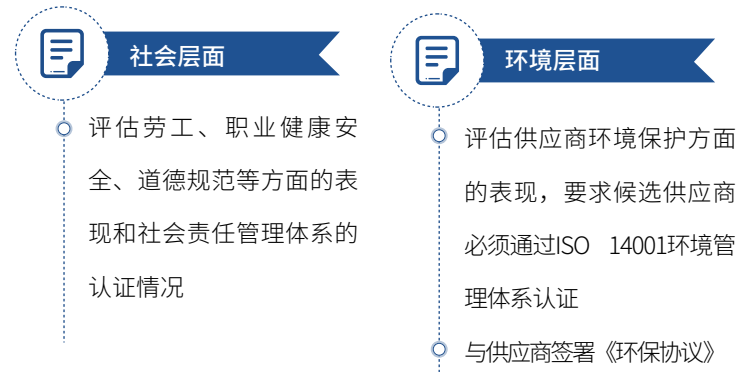 社会层面
评估劳工、职业健康安
全、道德规范等方面的表
现和社会责任管理体系的
认证情况
环境层面
评估供应商环境保护方面
的表现，要求候选供应商
必须通过ISO 14001环境管
理体系认证
与供应商签署《环保协议》